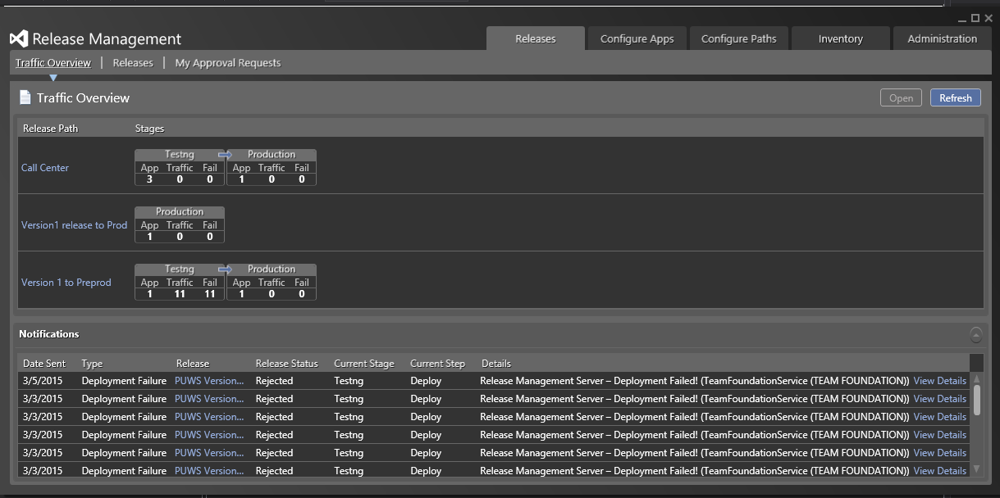 Release Management
Releases Configure Apps Configure Paths Inventory Administration
Traffic Overview | Releases | My Approval Requests
Traffic Overview Open Refresh
Release Path Stages
Testng Production
Call Center App Traffic Fail App Traffic Fail
3 0 0 1 0 0
Production
Version1 release to Prod App Traffic Fail
1 0 0
Testng Production
Version 1 to Preprod App Traffic Fail App Traffic Fail
1 11 11 1 0 0
Notifications
Date Sent Type Release Release Status Current Stage Current Step Details
3/5/2015 Deployment Failure PUWS Version... Rejected Testng Deploy Release Management Server – Deployment Failed! (TeamFoundationService (TEAM FOUNDATION)) View Details
3/3/2015 Deployment Failure PUWS Version... Rejected Testng Deploy Release Management Server – Deployment Failed! (TeamFoundationService (TEAM FOUNDATION)) View Details
3/3/2015 Deployment Failure PUWS Version... Rejected Testng Deploy Release Management Server – Deployment Failed! (TeamFoundationService (TEAM FOUNDATION)) View Details
3/3/2015 Deployment Failure PUWS Version... Rejected Testng Deploy Release Management Server – Deployment Failed! (TeamFoundationService (TEAM FOUNDATION)) View Details
3/3/2015 Deployment Failure PUWS Version... Rejected Testng Deploy Release Management Server – Deployment Failed! (TeamFoundationService (TEAM FOUNDATION)) View Details
3/3/2015 Deployment Failure PUWS Version... Rejected Testng Deploy Release Management Server – Deployment Failed! (TeamFoundationService (TEAM FOUNDATION)) View Details